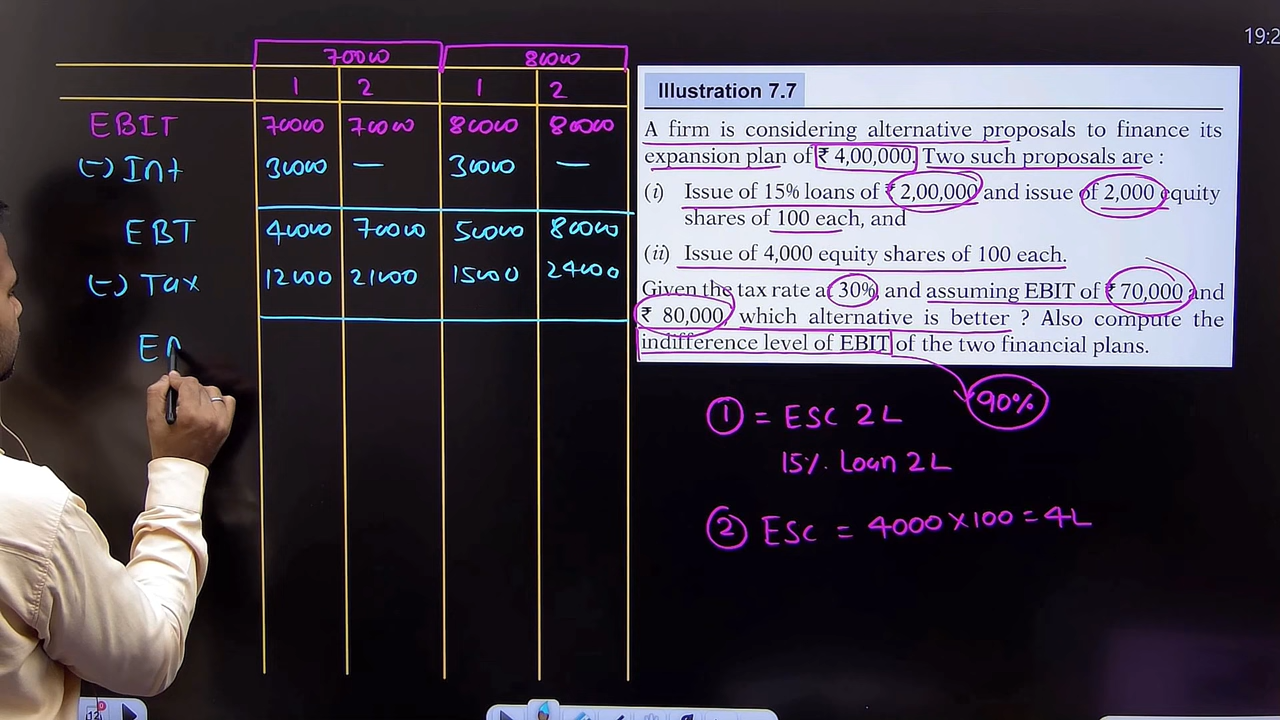 19:2
70000 80000
1 2 1 2
EBIT 70000 70000 80000 80000
(-) Int 30000 — 30000 —
EBT 40000 70000 50000 80000
(-) Tax 12000 21000 15000 24000
EA
Illustration 7.7
A firm is considering alternative proposals to finance its
expansion plan of ₹ 4,00,000. Two such proposals are :
(i) Issue of 15% loans of ₹ 2,00,000 and issue of 2,000 equity
shares of 100 each, and
(ii) Issue of 4,000 equity shares of 100 each.
Given the tax rate at 30% and assuming EBIT of ₹ 70,000 and
₹ 80,000, which alternative is better ? Also compute the
indifference level of EBIT of the two financial plans.
90%
① = ESC 2L
15%. Loan 2L
② ESC = 4000×100=4L